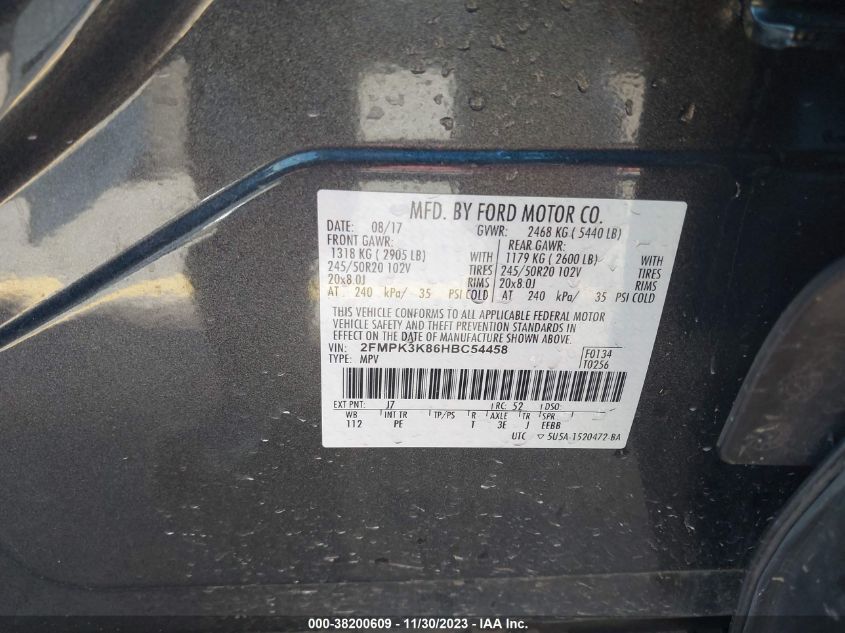 MFD. BY FORD MOTOR CO.
DATE: 08/17 GVWR: 2468 KG ( 5440 LB)
FRONT GAWR: REAR GAWR:
1318 KG ( 2905 LB) WITH 1179 KG ( 2600 LB) WITH
245/50R20 102V TIRES 245/50R20 102V TIRES
20x8.0J RIMS 20x8.0J RIMS
AT 240 kPa/ 35 PSI COLD AT 240 kPa/ 35 PSI COLD
THIS VEHICLE CONFORMS TO ALL APPLICABLE FEDERAL MOTOR
VEHICLE SAFETY AND THEFT PREVENTION STANDARDS IN
EFFECT ON THE DATE OF MANUFACTURE SHOWN ABOVE.
VIN: 2FMPK3K86HBC54458 F0134
TYPE: MPV T0256
EXT PNT: J7 RC: 52 DSO:
WB INT TR TP/PS R AXLE TR SPR
112 PE T 3E J EEBB
UTC ▽ 5U5A 1520472 BA
000-38200609 - 11/30/2023 - IAA Inc.